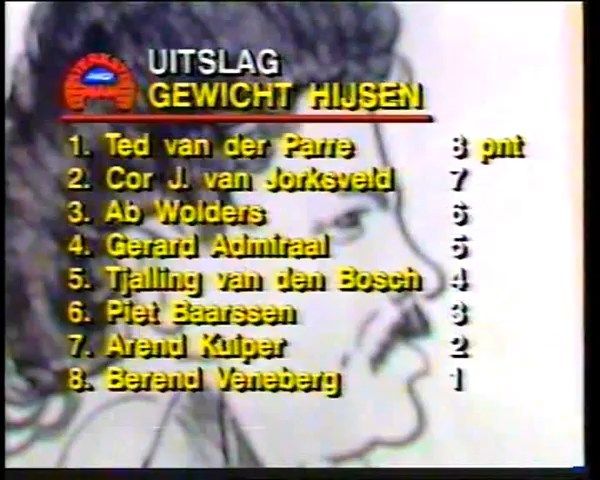 STERKSTE MAN
UITSLAG
GEWICHT HIJSEN
1. Ted van der Parre 8 pnt
2. Cor J. van Jorksveld 7
3. Ab Wolders 6
4. Gerard Admiraal 5
5. Tjalling van den Bosch 4
6. Piet Baarssen 3
7. Arend Kuiper 2
8. Berend Veneberg 1